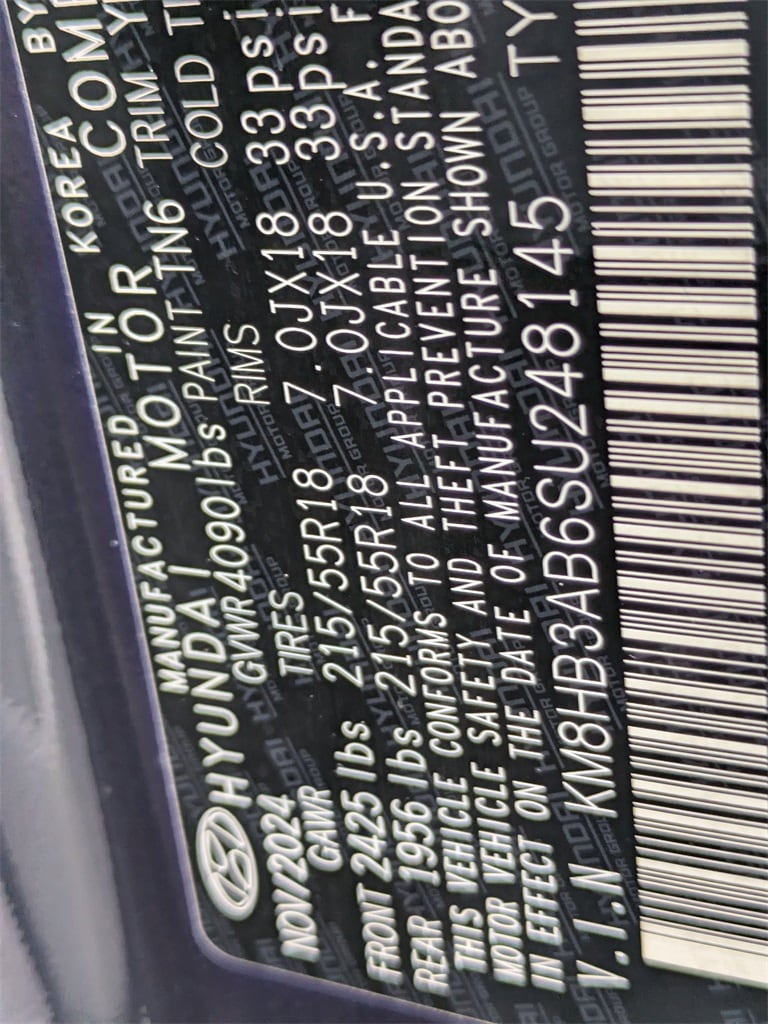 MANUFACTURED IN KOREA BY
HYUNDAI MOTOR COM
GVWR 4090 lbs PAINT TN6 TRIM Y
NOV/2024
GAWR TIRES RIMS COLD TI
FRONT 2425 lbs 215/55R18 7.0JX18 33 psi
REAR 1956 lbs 215/55R18 7.0JX18 33 psi
THIS VEHICLE CONFORMS TO ALL APPLICABLE U.S.A. F
MOTOR VEHICLE SAFETY AND THEFT PREVENTION STANDA
IN EFFECT ON THE DATE OF MANUFACTURE SHOWN ABO
V.I.N KM8HB3AB6SU248145 TY